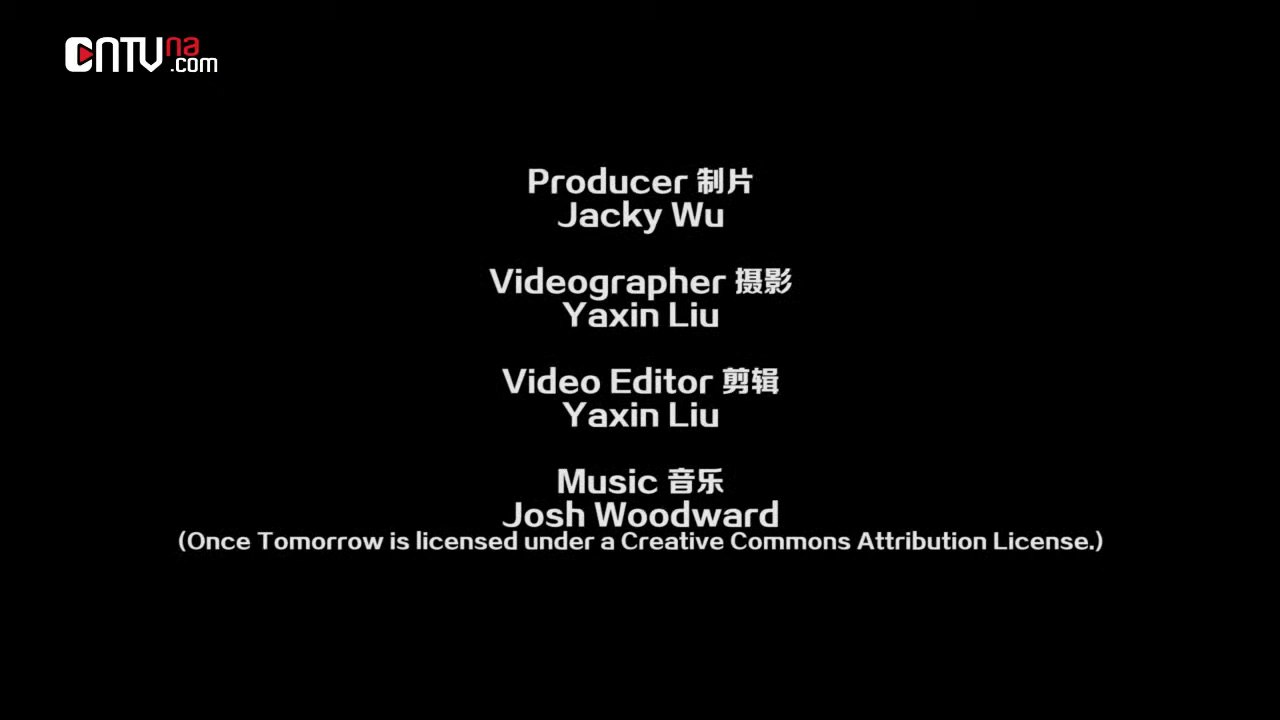 CNTVna
.com
Producer 制片
Jacky Wu
Videographer 摄影
Yaxin Liu
Video Editor 剪辑
Yaxin Liu
Music 音乐
Josh Woodward
(Once Tomorrow is licensed under a Creative Commons Attribution License.)